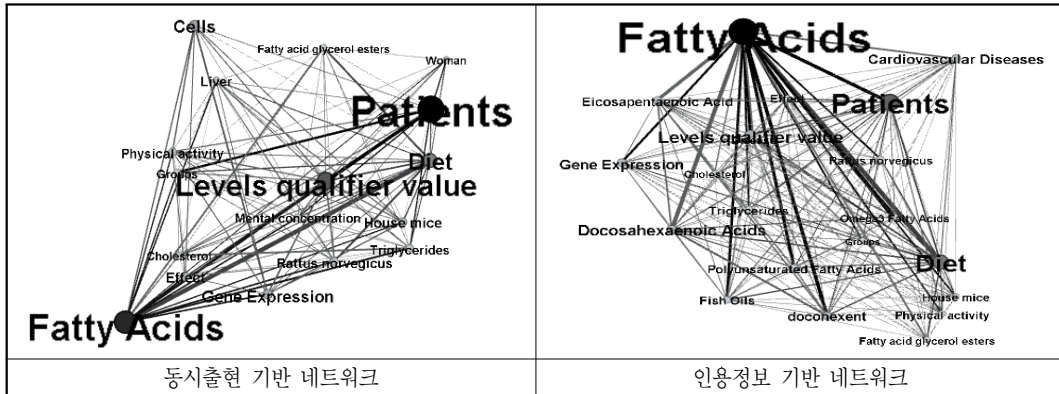 Cells
Fatty acid glycerol esters
Woman
Liver
Patients
Physical activity
Diet
Groups
Levels qualifier value
Mental concentration
House mice
Cholesterol
Triglycerides
Effect
Rattus norvegicus
Gene Expression
Fatty Acids
동시출현 기반 네트워크
Fatty Acids
Cardiovascular Diseases
Eicosapentaenoic Acid
Effect
Patients
Levels qualifier value
Gene Expression
Rattus norvegicus
Cholesterol
Triglycerides
Omega3 Fatty Acids
Docosahexaenoic Acids
Groups
Polyunsaturated Fatty Acids
Diet
Fish Oils
House mice
doconexent
Physical activity
Fatty acid glycerol esters
인용정보 기반 네트워크